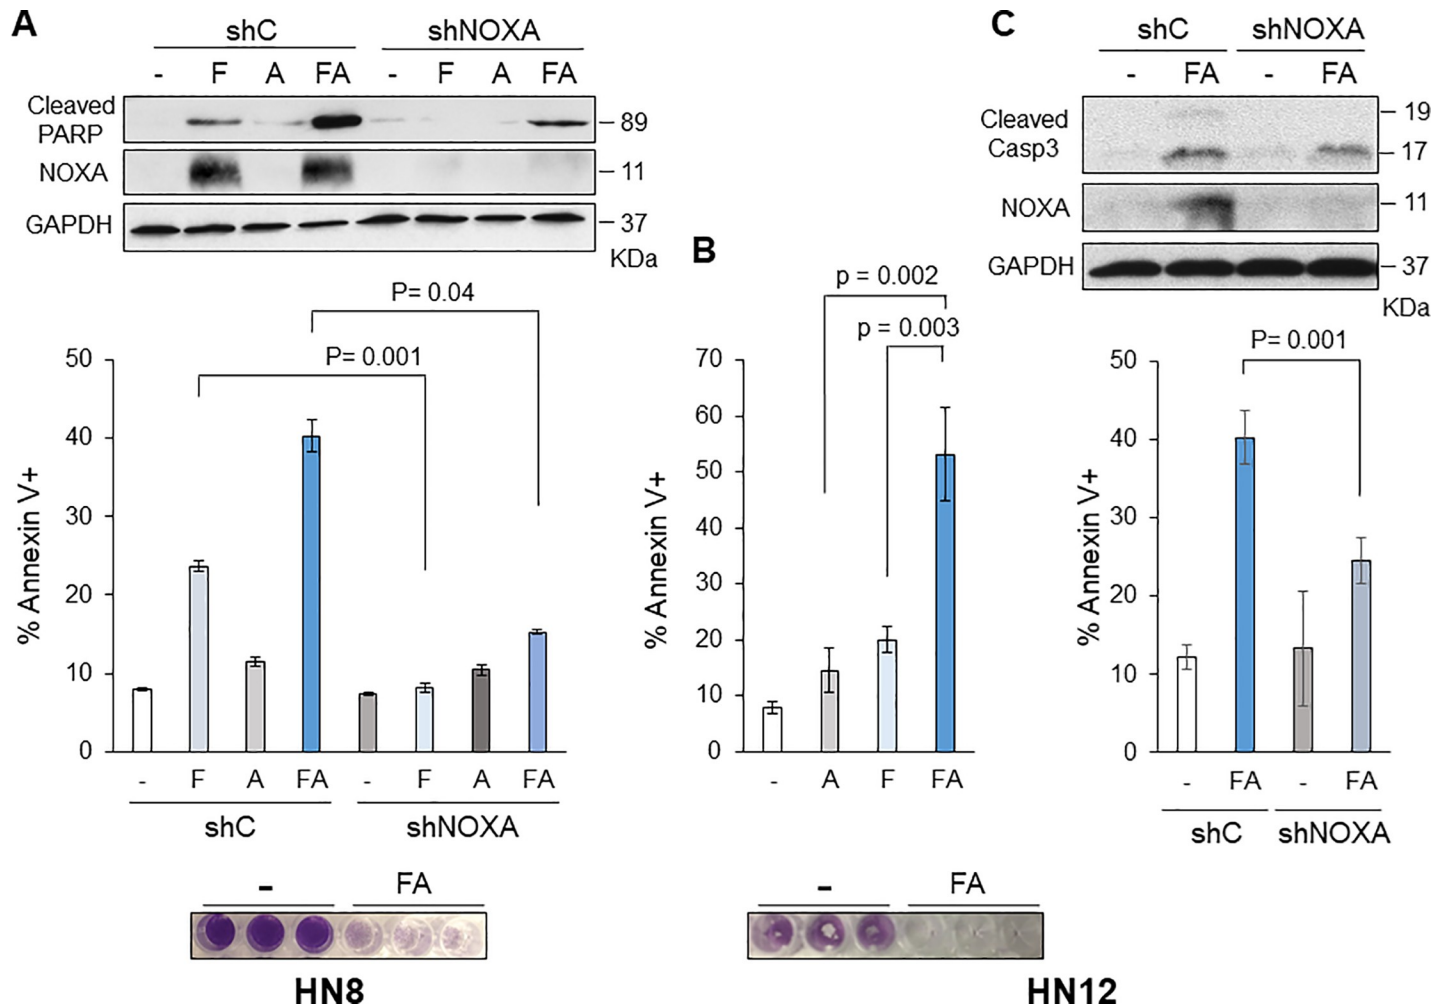 A
shC
shNOXA
- F A FA - F A FA
Cleaved
PARP
89
NOXA
11
GAPDH
37
KDa
P= 0.04
P= 0.001
50
40
30
20
10
0
% Annexin V+
- F A FA - F A FA
shC
shNOXA
- FA
HN8
B
p = 0.002
p = 0.003
70
60
50
40
30
20
10
0
% Annexin V+
- A F FA
- FA
HN12
C
shC
shNOXA
- FA - FA
Cleaved
Casp3
19
17
NOXA
11
GAPDH
37
KDa
P= 0.001
50
40
30
20
10
0
% Annexin V+
- FA - FA
shC
shNOXA